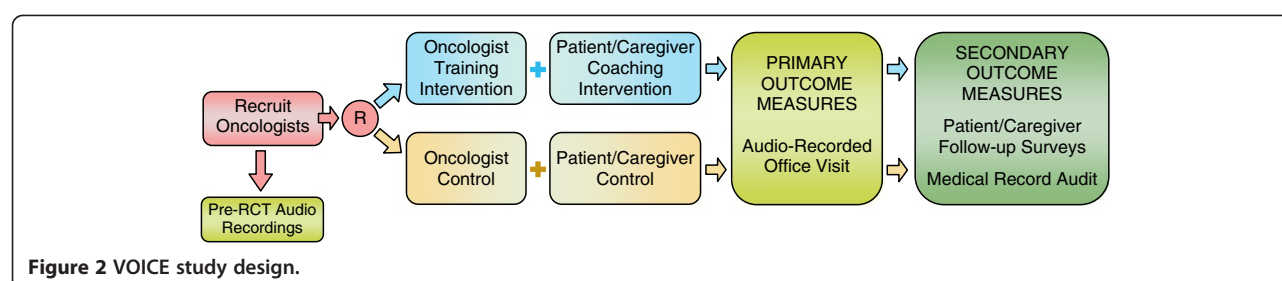 Recruit
Oncologists
R
Pre-RCT Audio
Recordings
Oncologist
Training
Intervention
+
Patient/Caregiver
Coaching
Intervention
Oncologist
Control
+
Patient/Caregiver
Control
PRIMARY
OUTCOME
MEASURES
Audio-Recorded
Office Visit
SECONDARY
OUTCOME
MEASURES
Patient/Caregiver
Follow-up Surveys
Medical Record Audit
Figure 2 VOICE study design.